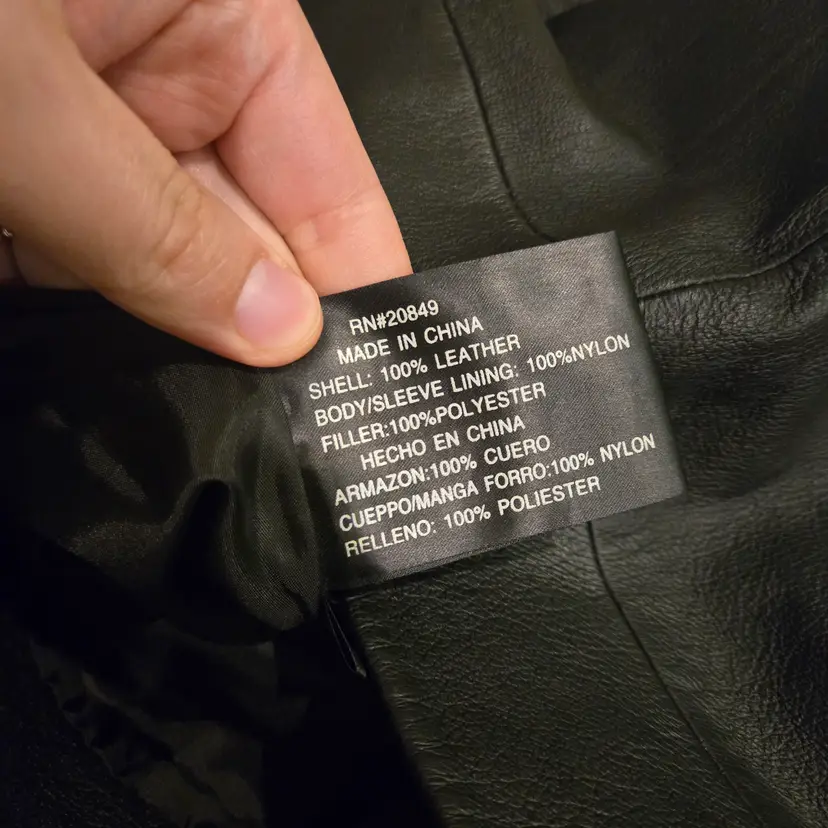 RN#20849
MADE IN CHINA
SHELL: 100% LEATHER
BODY/SLEEVE LINING: 100%NYLON
FILLER:100%POLYESTER
HECHO EN CHINA
ARMAZON:100% CUERO
CUEPPO/MANGA FORRO:100% NYLON
RELLENO: 100% POLIESTER